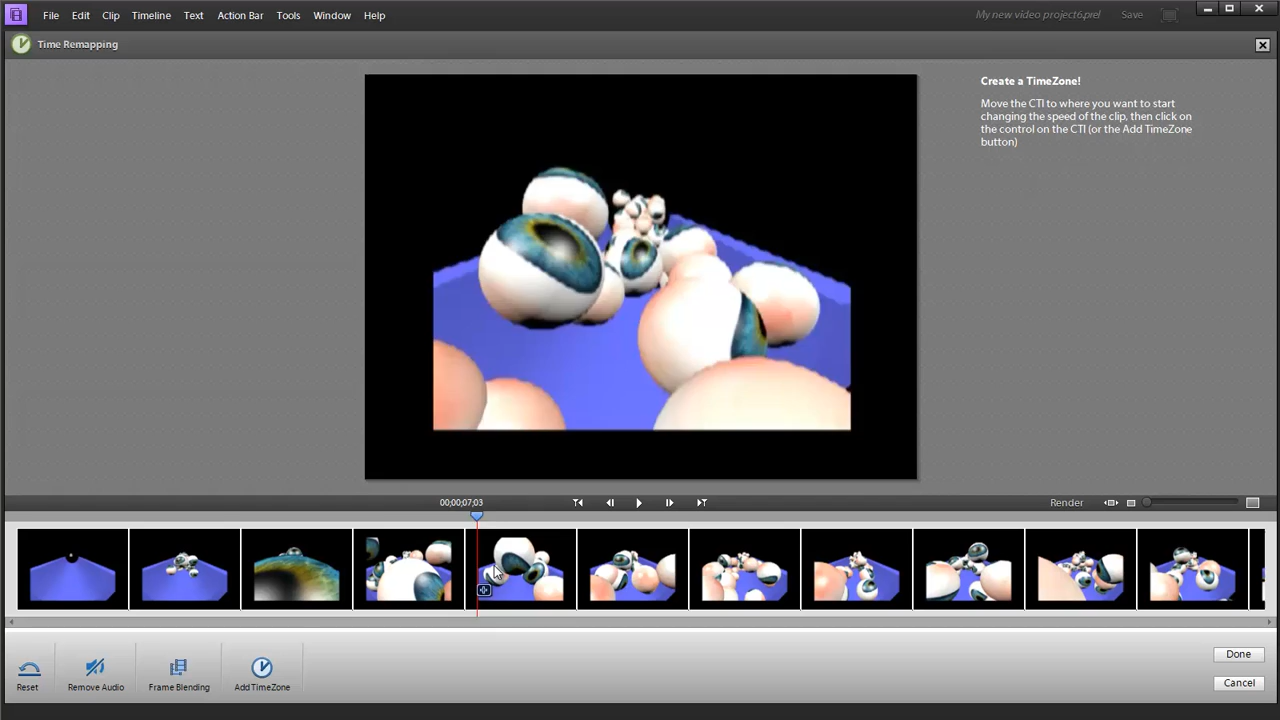 File Edit Clip Timeline Text Action Bar Tools Window Help My new video project6.prel Save
Time Remapping
Create a TimeZone!
Move the CTI to where you want to start
changing the speed of the clip, then click on
the control on the CTI (or the Add TimeZone
button)
00;00;07;03
Render
Done
Reset Remove Audio Frame Blending Add TimeZone
Cancel